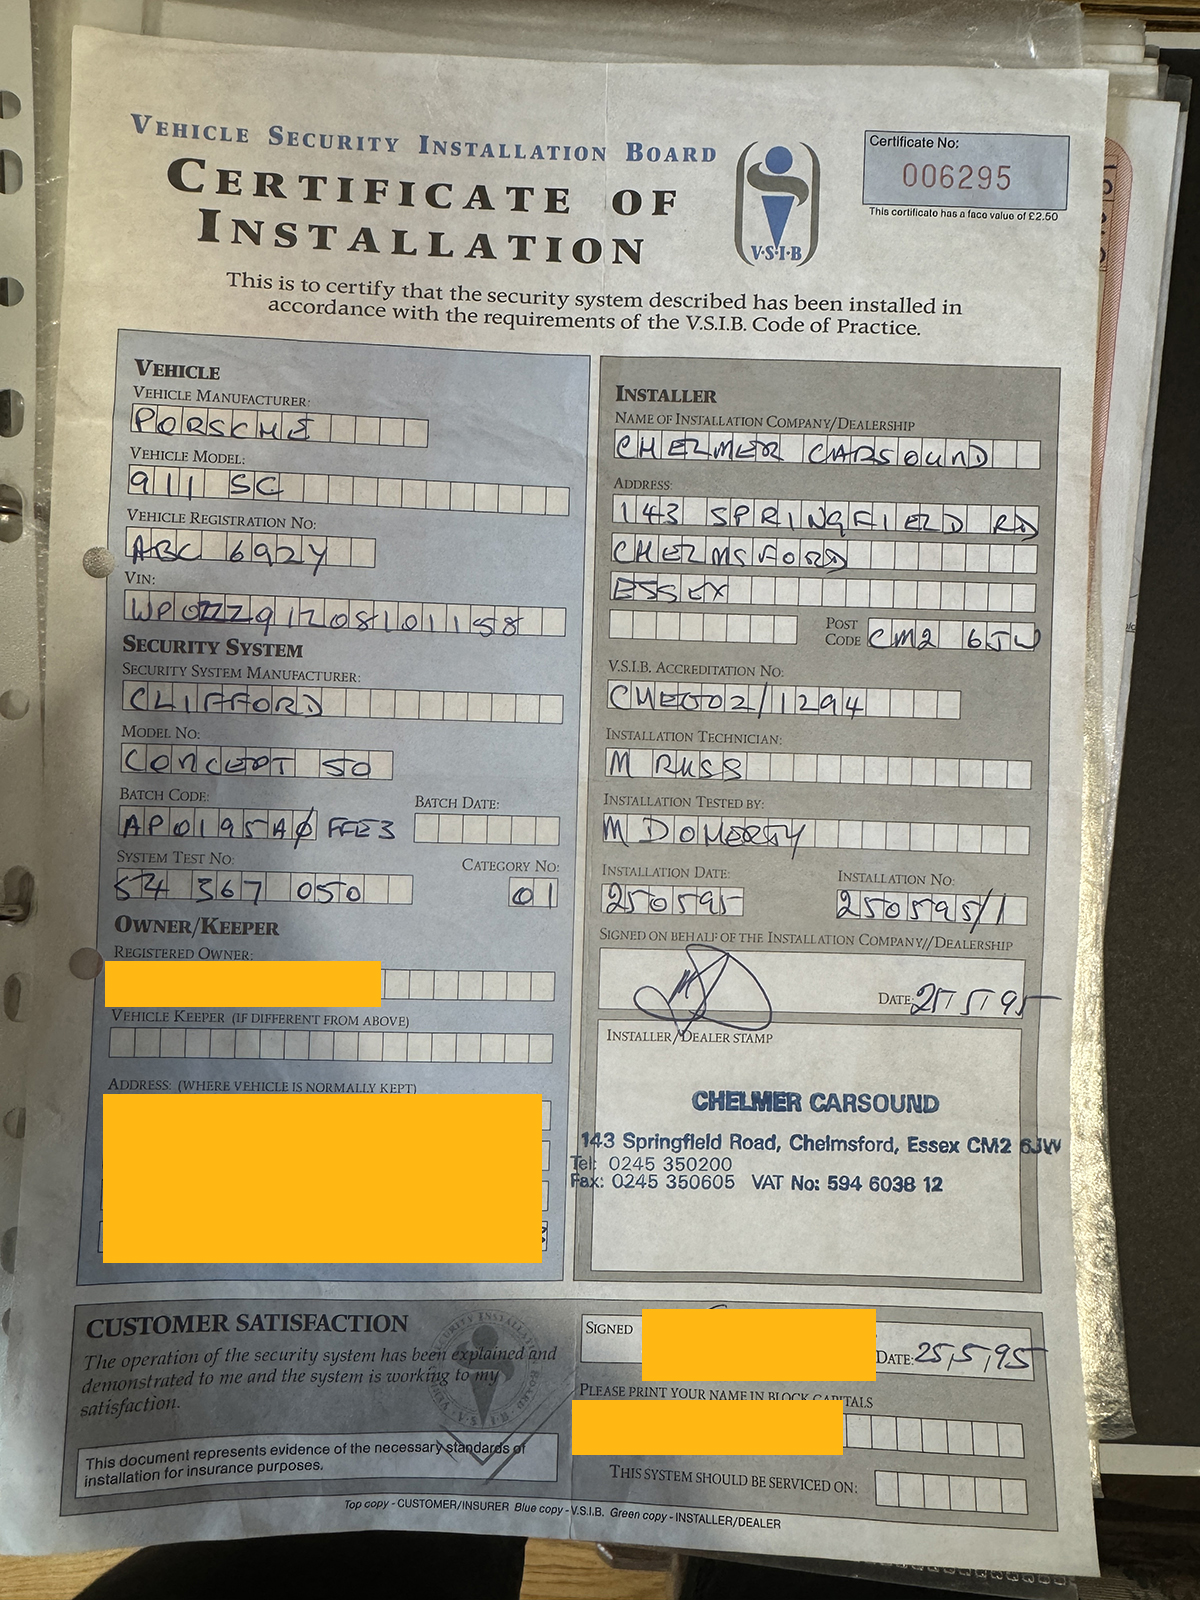 VEHICLE SECURITY INSTALLATION BOARD
CERTIFICATE OF
INSTALLATION
V·S·I·B
Certificate No:
006295
This certificate has a face value of £2.50
This is to certify that the security system described has been installed in
accordance with the requirements of the V.S.I.B. Code of Practice.
VEHICLE
VEHICLE MANUFACTURER:
PORSCHE
VEHICLE MODEL:
911 SC
VEHICLE REGISTRATION NO:
ABC 692Y
VIN:
WP0ZZZ91Z08101158
SECURITY SYSTEM
SECURITY SYSTEM MANUFACTURER:
CLIFFORD
MODEL NO:
CONCEPT 50
BATCH CODE:
AP0195AØ FFE3
BATCH DATE:
SYSTEM TEST NO:
54 367 050
CATEGORY NO:
01
OWNER/KEEPER
REGISTERED OWNER:
VEHICLE KEEPER (IF DIFFERENT FROM ABOVE)
ADDRESS: (WHERE VEHICLE IS NORMALLY KEPT)
INSTALLER
NAME OF INSTALLATION COMPANY/DEALERSHIP
CHELMER CARSOUND
ADDRESS:
143 SPRINGFIELD RD
CHELMSFORD
ESSEX
POST
CODE CM2 6JW
V.S.I.B. ACCREDITATION NO:
CHE002/1294
INSTALLATION TECHNICIAN:
M RUSS
INSTALLATION TESTED BY:
M DOHERTY
INSTALLATION DATE:
250595
INSTALLATION NO:
250595/1
SIGNED ON BEHALF OF THE INSTALLATION COMPANY//DEALERSHIP
DATE: 25 5 95
INSTALLER/DEALER STAMP
CHELMER CARSOUND
143 Springfield Road, Chelmsford, Essex CM2 6JW
Tel: 0245 350200
Fax: 0245 350605 VAT No: 594 6038 12
CUSTOMER SATISFACTION
The operation of the security system has been explained and
demonstrated to me and the system is working to my
satisfaction.
This document represents evidence of the necessary standards of
installation for insurance purposes.
SIGNED
DATE: 25,5,95
PLEASE PRINT YOUR NAME IN BLOCK CAPITALS
THIS SYSTEM SHOULD BE SERVICED ON:
Top copy - CUSTOMER/INSURER Blue copy - V.S.I.B. Green copy - INSTALLER/DEALER